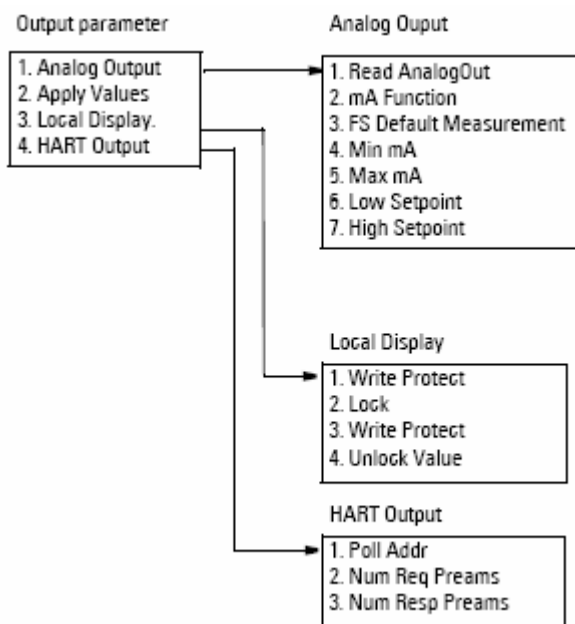 Output parameter
1. Analog Output
2. Apply Values
3. Local Display.
4. HART Output
Analog Ouput
1. Read AnalogOut
2. mA Function
3. FS Default Measurement
4. Min mA
5. Max mA
6. Low Setpoint
7. High Setpoint
Local Display
1. Write Protect
2. Lock
3. Write Protect
4. Unlock Value
HART Output
1. Poll Addr
2. Num Req Preams
3. Num Resp Preams